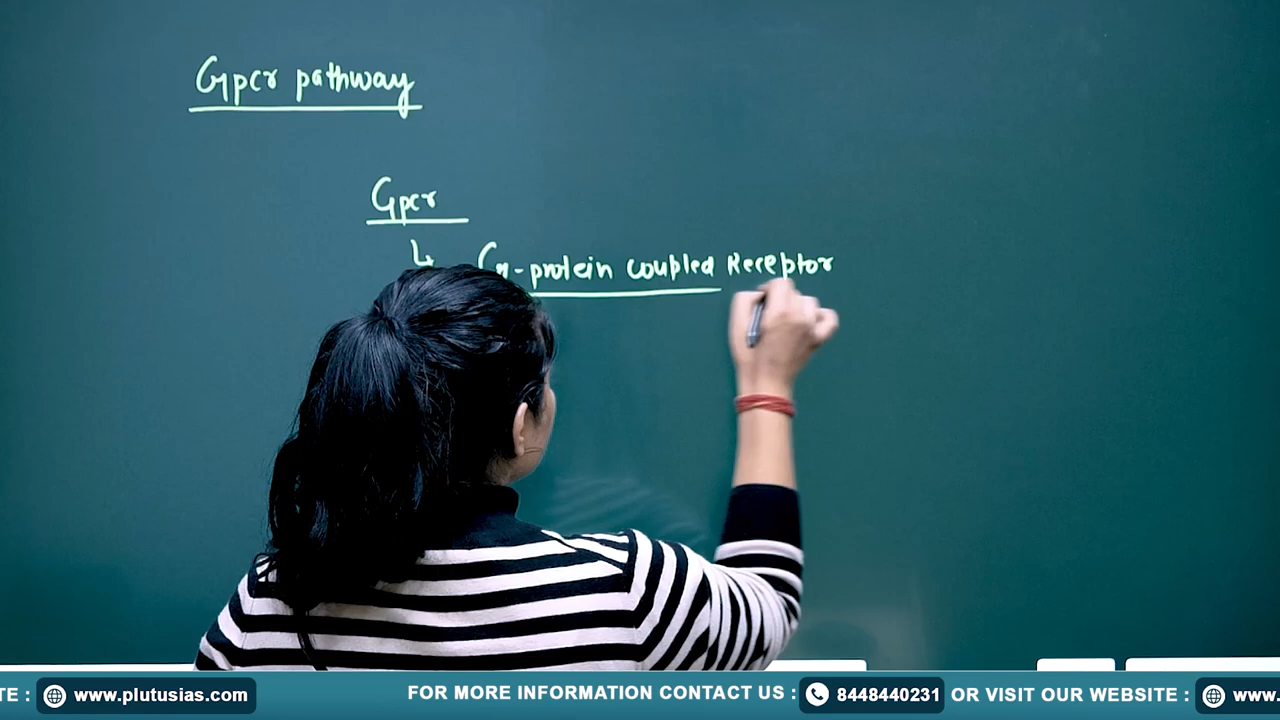 Gpcr pathway
Gpcr
↳ G-protein coupled Receptor
TE : www.plutusias.com FOR MORE INFORMATION CONTACT US : 8448440231 OR VISIT OUR WEBSITE : www.